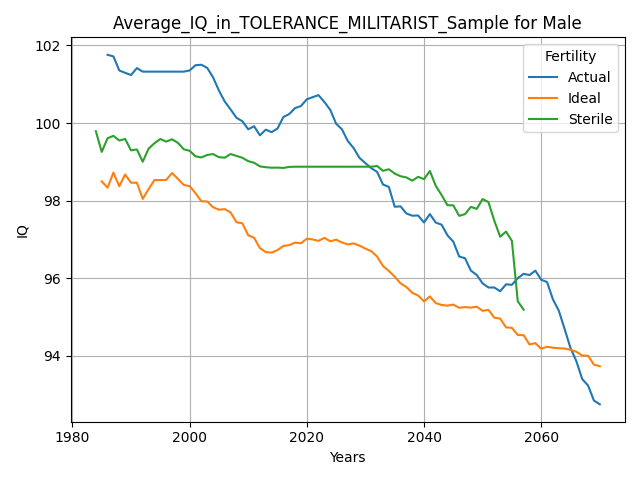 Average_IQ_in_TOLERANCE_MILITARIST_Sample for Male
102
100
98
96
94
IQ
1980
2000
2020
2040
2060
Years
Fertility
Actual
Ideal
Sterile